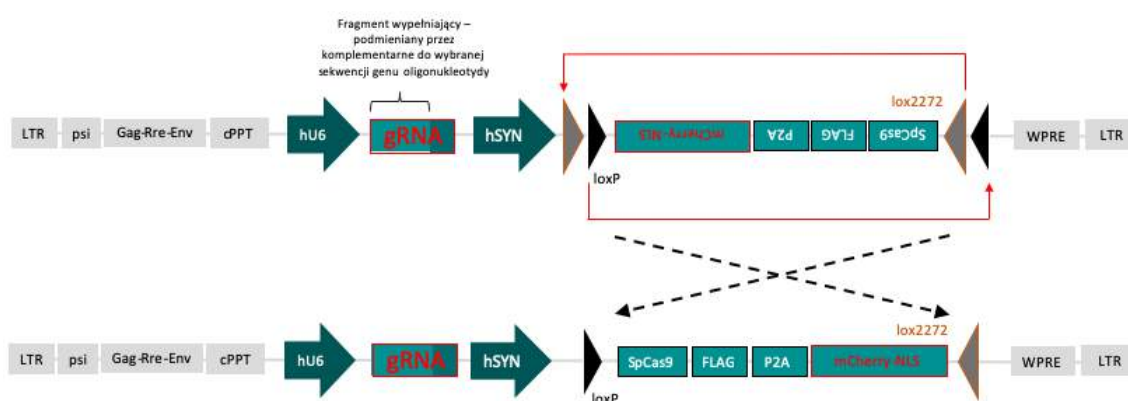 Fragment wypełniający –
podmieniany przez
komplementarne do wybranej
sekwencji genu oligonukleotydy
lox2272
LTR psi Gag-Rre-Env cPPT hU6 gRNA hSYN mCherry-NLS P2A FLAG SpCas9 WPRE LTR
loxP
lox2272
LTR psi Gag-Rre-Env cPPT hU6 gRNA hSYN SpCas9 FLAG P2A mCherry-NLS WPRE LTR
loxP